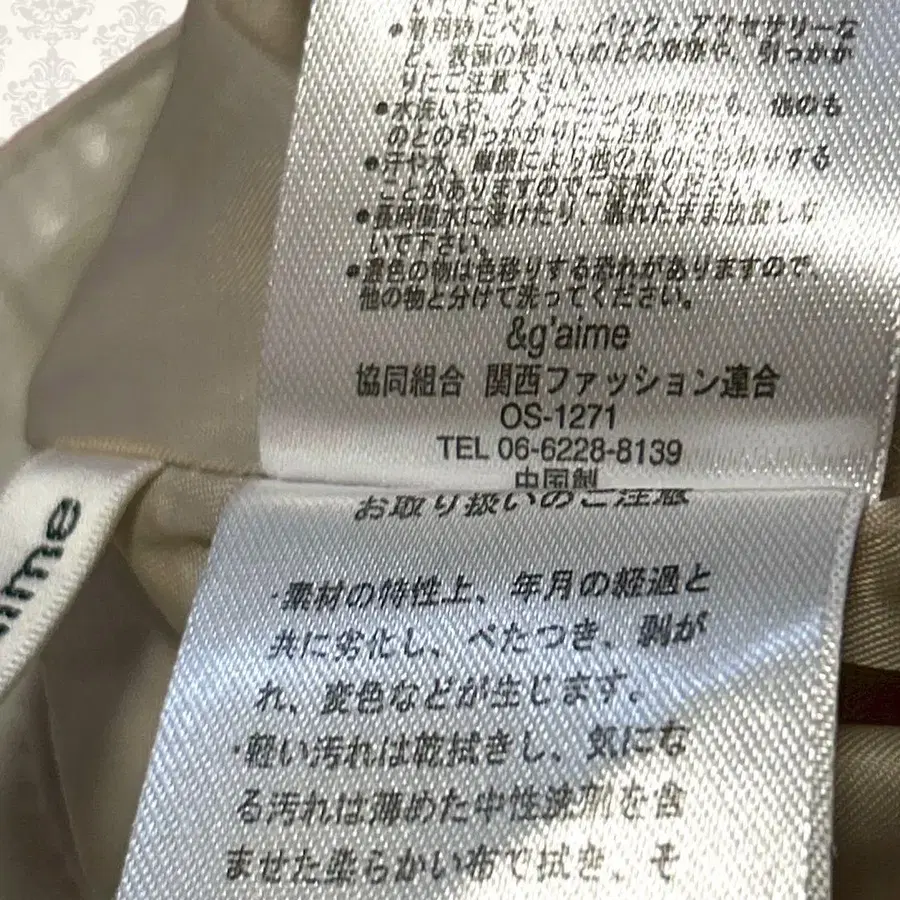 い下さい。
●着用時にベルト・バック・アクセサリーな
ど、表面の粗いものとの摩擦や、引っかか
りにご注意下さい。
●水洗いや、クリーニングの際にも、他のも
のとの引っかかりにご注意下さい。
●汗や水、摩擦により他のものに色移りする
ことがありますのでご注意ください。
●長時間水に浸けたり、濡れたまま放置しな
いで下さい。
●濃色の物は色移りする恐れがありますので、
他の物と分けて洗ってください。
&g'aime
協同組合 関西ファッション連合
OS-1271
TEL 06-6228-8139
中国製
お取り扱いのご注意
・素材の特性上、年月の経過と
共に劣化し、べたつき、剥が
れ、変色などが生じます。
・軽い汚れは乾拭きし、気にな
る汚れは薄めた中性洗剤を含
ませた柔らかい布で拭き、そ
aime